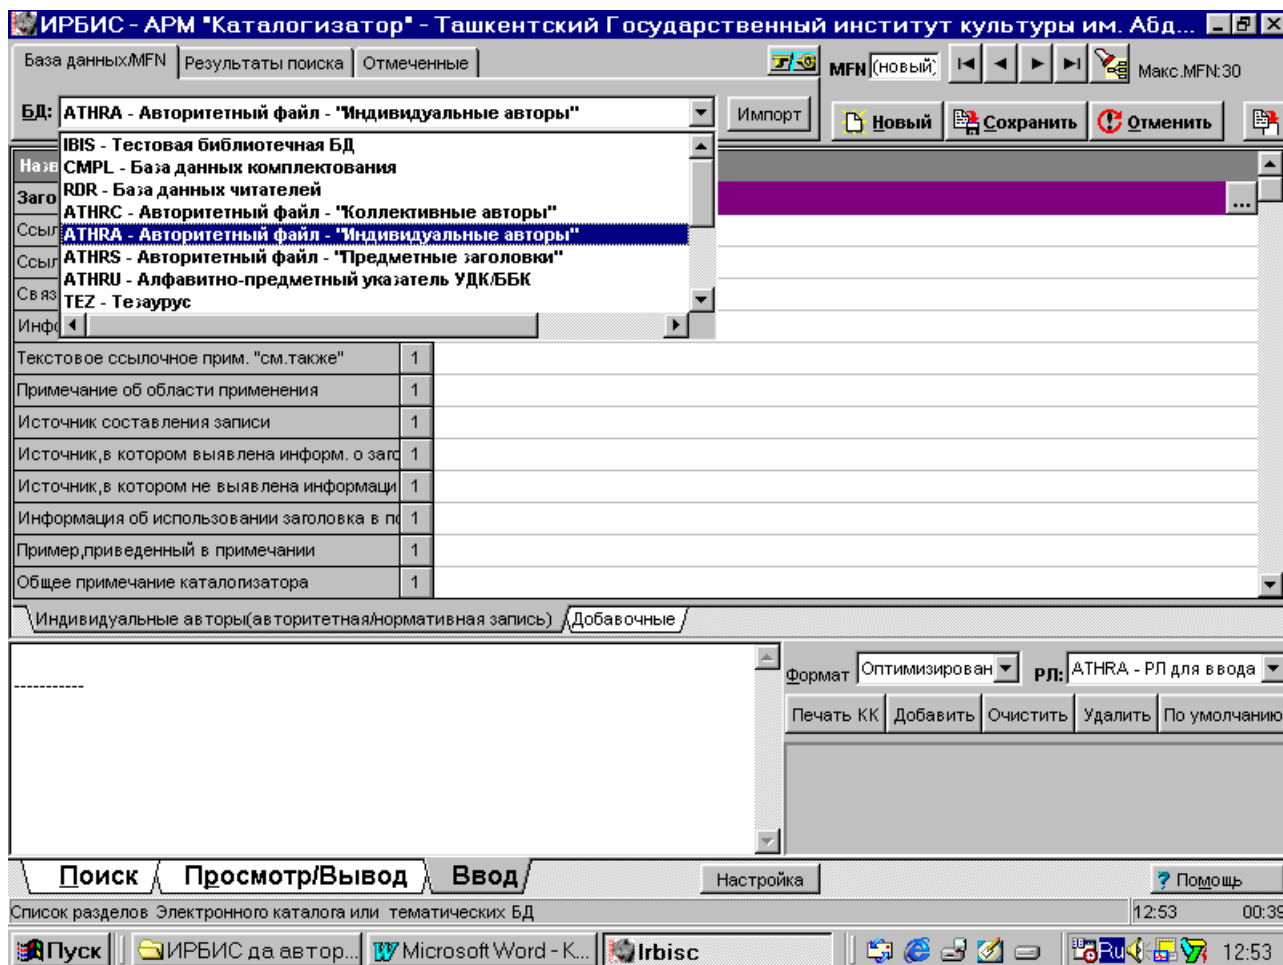 ИРБИС - АРМ "Каталогизатор" - Ташкентский Государственный институт культуры им. Абд...
База данных/MFN Результаты поиска Отмеченные
MFN (новый) Макс.MFN:30
БД: ATHRA - Авторитетный файл - "Индивидуальные авторы" Импорт Новый Сохранить Отменить
IBIS - Тестовая библиотечная БД
CMPL - База данных комплектования
RDR - База данных читателей
ATHRC - Авторитетный файл - "Коллективные авторы"
ATHRA - Авторитетный файл - "Индивидуальные авторы"
ATHRS - Авторитетный файл - "Предметные заголовки"
ATHRU - Алфавитно-предметный указатель УДК/ББК
TEZ - Тезаурус
Назв
Заго ...
Ссыл
Ссыл
Связ
Инфо
Текстовое ссылочное прим. "см.также" 1
Примечание об области применения 1
Источник составления записи 1
Источник,в котором выявлена информ. о заго 1
Источник,в котором не выявлена информаци 1
Информация об использовании заголовка в по 1
Пример,приведенный в примечании 1
Общее примечание каталогизатора 1
Индивидуальные авторы(авторитетная/нормативная запись) Добавочные
-----------
Формат Оптимизирован РЛ: ATHRA - РЛ для ввода
Печать КК Добавить Очистить Удалить По умолчанию
Поиск Просмотр/Вывод Ввод Настройка ? Помощь
Список разделов Электронного каталога или тематических БД 12:53 00:39
Пуск ИРБИС да автор... Microsoft Word - K... Irbisc Ru 12:53